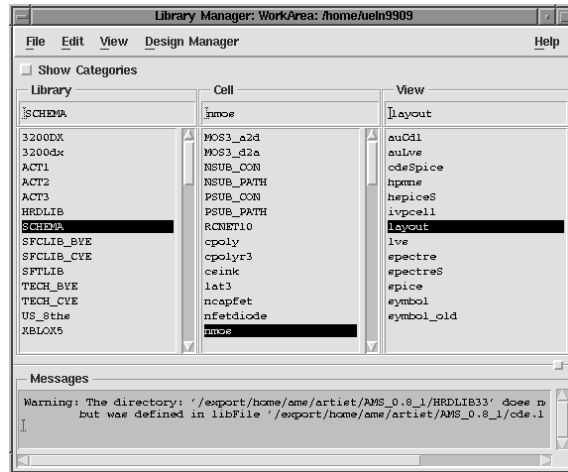 Library Manager: WorkArea: /home/ueln9909
File Edit View Design Manager Help
Show Categories
Library
SCHEMA
3200DX
3200dx
ACT1
ACT2
ACT3
HRDLIB
SCHEMA
SFCLIB_BYE
SFCLIB_CYE
SFTLIB
TECH_BYE
TECH_CYE
US_8ths
XBLOX5
Cell
nmos
MOS3_a2d
MOS3_d2a
NSUB_CON
NSUB_PATH
PSUB_CON
PSUB_PATH
RCNET10
cpoly
cpolyr3
csink
lat3
ncapfet
nfetdiode
nmos
View
layout
auCdl
auLvs
cdsSpice
hpmns
hspiceS
ivpcell
layout
lvs
spectre
spectreS
spice
symbol
symbol_old
Messages
Warning: The directory: '/export/home/ams/artist/AMS_0.8_1/HRDLIB33' does n
but was defined in libFile '/export/home/ams/artist/AMS_0.8_1/cds.l